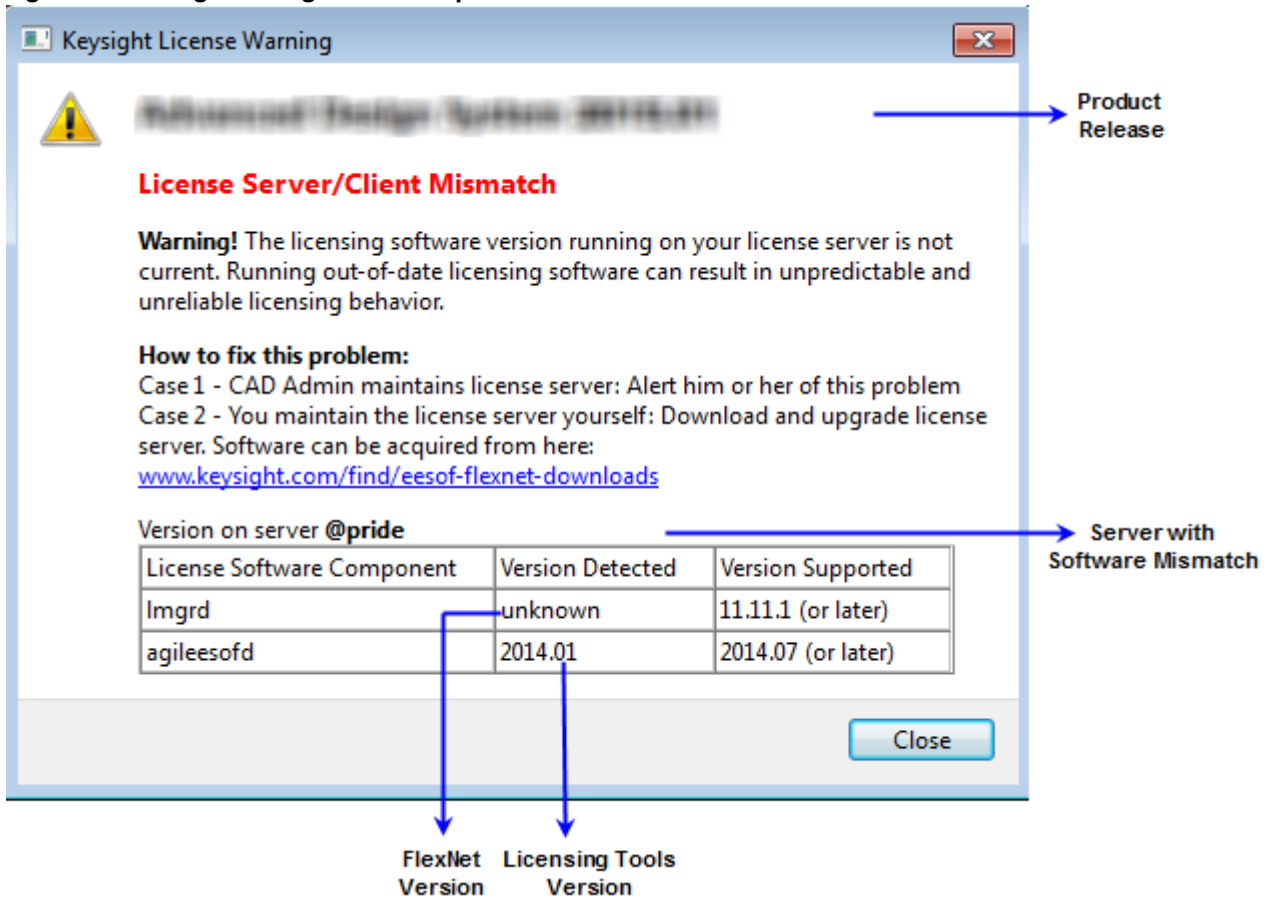 Keysight License Warning
Product
Release
License Server/Client Mismatch
Warning! The licensing software version running on your license server is not
current. Running out-of-date licensing software can result in unpredictable and
unreliable licensing behavior.
How to fix this problem:
Case 1 - CAD Admin maintains license server: Alert him or her of this problem
Case 2 - You maintain the license server yourself: Download and upgrade license
server. Software can be acquired from here:
www.keysight.com/find/eesof-flexnet-downloads
Version on server @pride
Server with
Software Mismatch
License Software Component Version Detected Version Supported
lmgrd unknown 11.11.1 (or later)
agileesofd 2014.01 2014.07 (or later)
Close
FlexNet
Version
Licensing Tools
Version